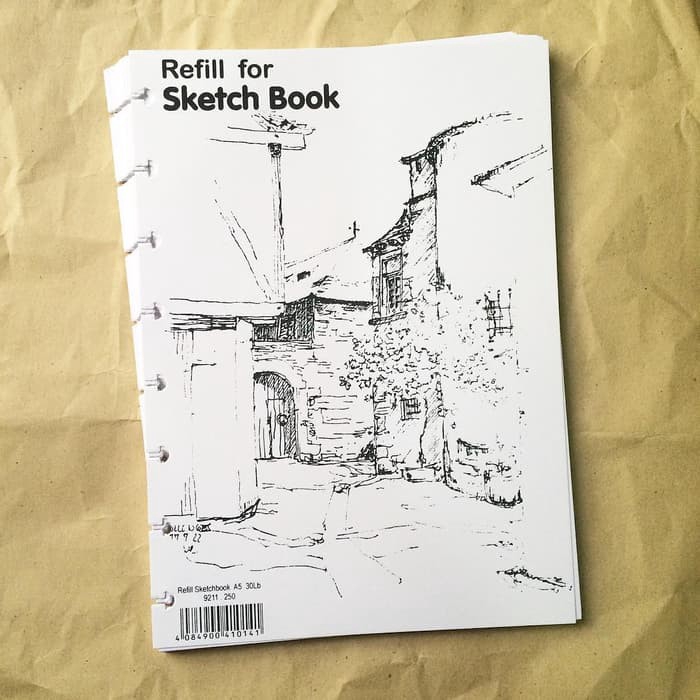 Refill for
Sketch Book
Refill Sketchbook A5 30Lb
9211 . 250
4 084900 410141